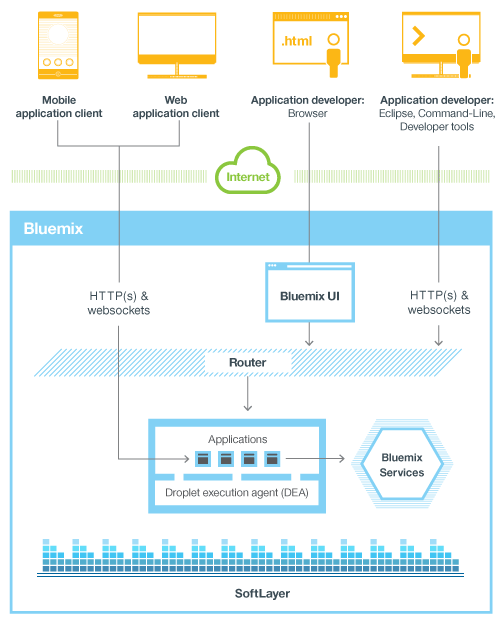 .html
Mobile
application client
Web
application client
Application developer:
Browser
Application developer:
Eclipse, Command-Line,
Developer tools
Internet
Bluemix
HTTP(s) &
websockets
Bluemix UI
HTTP(s) &
websockets
Router
Applications
Droplet execution agent (DEA)
Bluemix
Services
SoftLayer